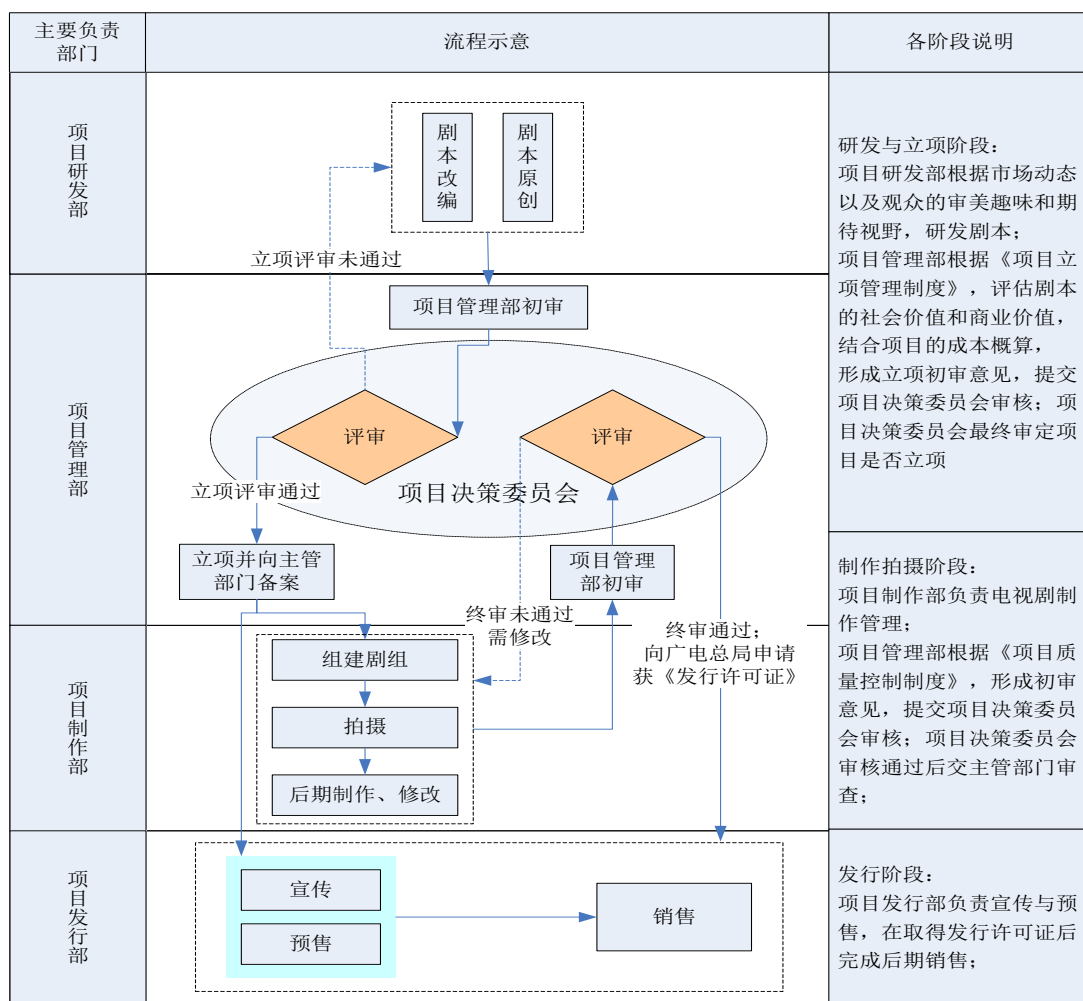 主要负责
部门
流程示意
各阶段说明
项
目
研
发
部
剧
本
改
编
剧
本
原
创
立项评审未通过
研发与立项阶段：
项目研发部根据市场动态
以及观众的审美趣味和期
待视野，研发剧本；
项目管理部根据《项目立
项管理制度》，评估剧本
的社会价值和商业价值，
结合项目的成本概算，
形成立项初审意见，提交
项目决策委员会审核；项
目决策委员会最终审定项
目是否立项
项
目
管
理
部
项目管理部初审
评审
评审
立项评审通过
项目决策委员会
立项并向主管
部门备案
项目管理
部初审
终审未通过
需修改
终审通过；
向广电总局申请
获《发行许可证》
制作拍摄阶段：
项目制作部负责电视剧制
作管理；
项目管理部根据《项目质
量控制制度》，形成初审
意见，提交项目决策委员
会审核；项目决策委员会
审核通过后交主管部门审
查；
项
目
制
作
部
组建剧组
拍摄
后期制作、修改
项
目
发
行
部
宣传
预售
销售
发行阶段：
项目发行部负责宣传与预
售，在取得发行许可证后
完成后期销售；